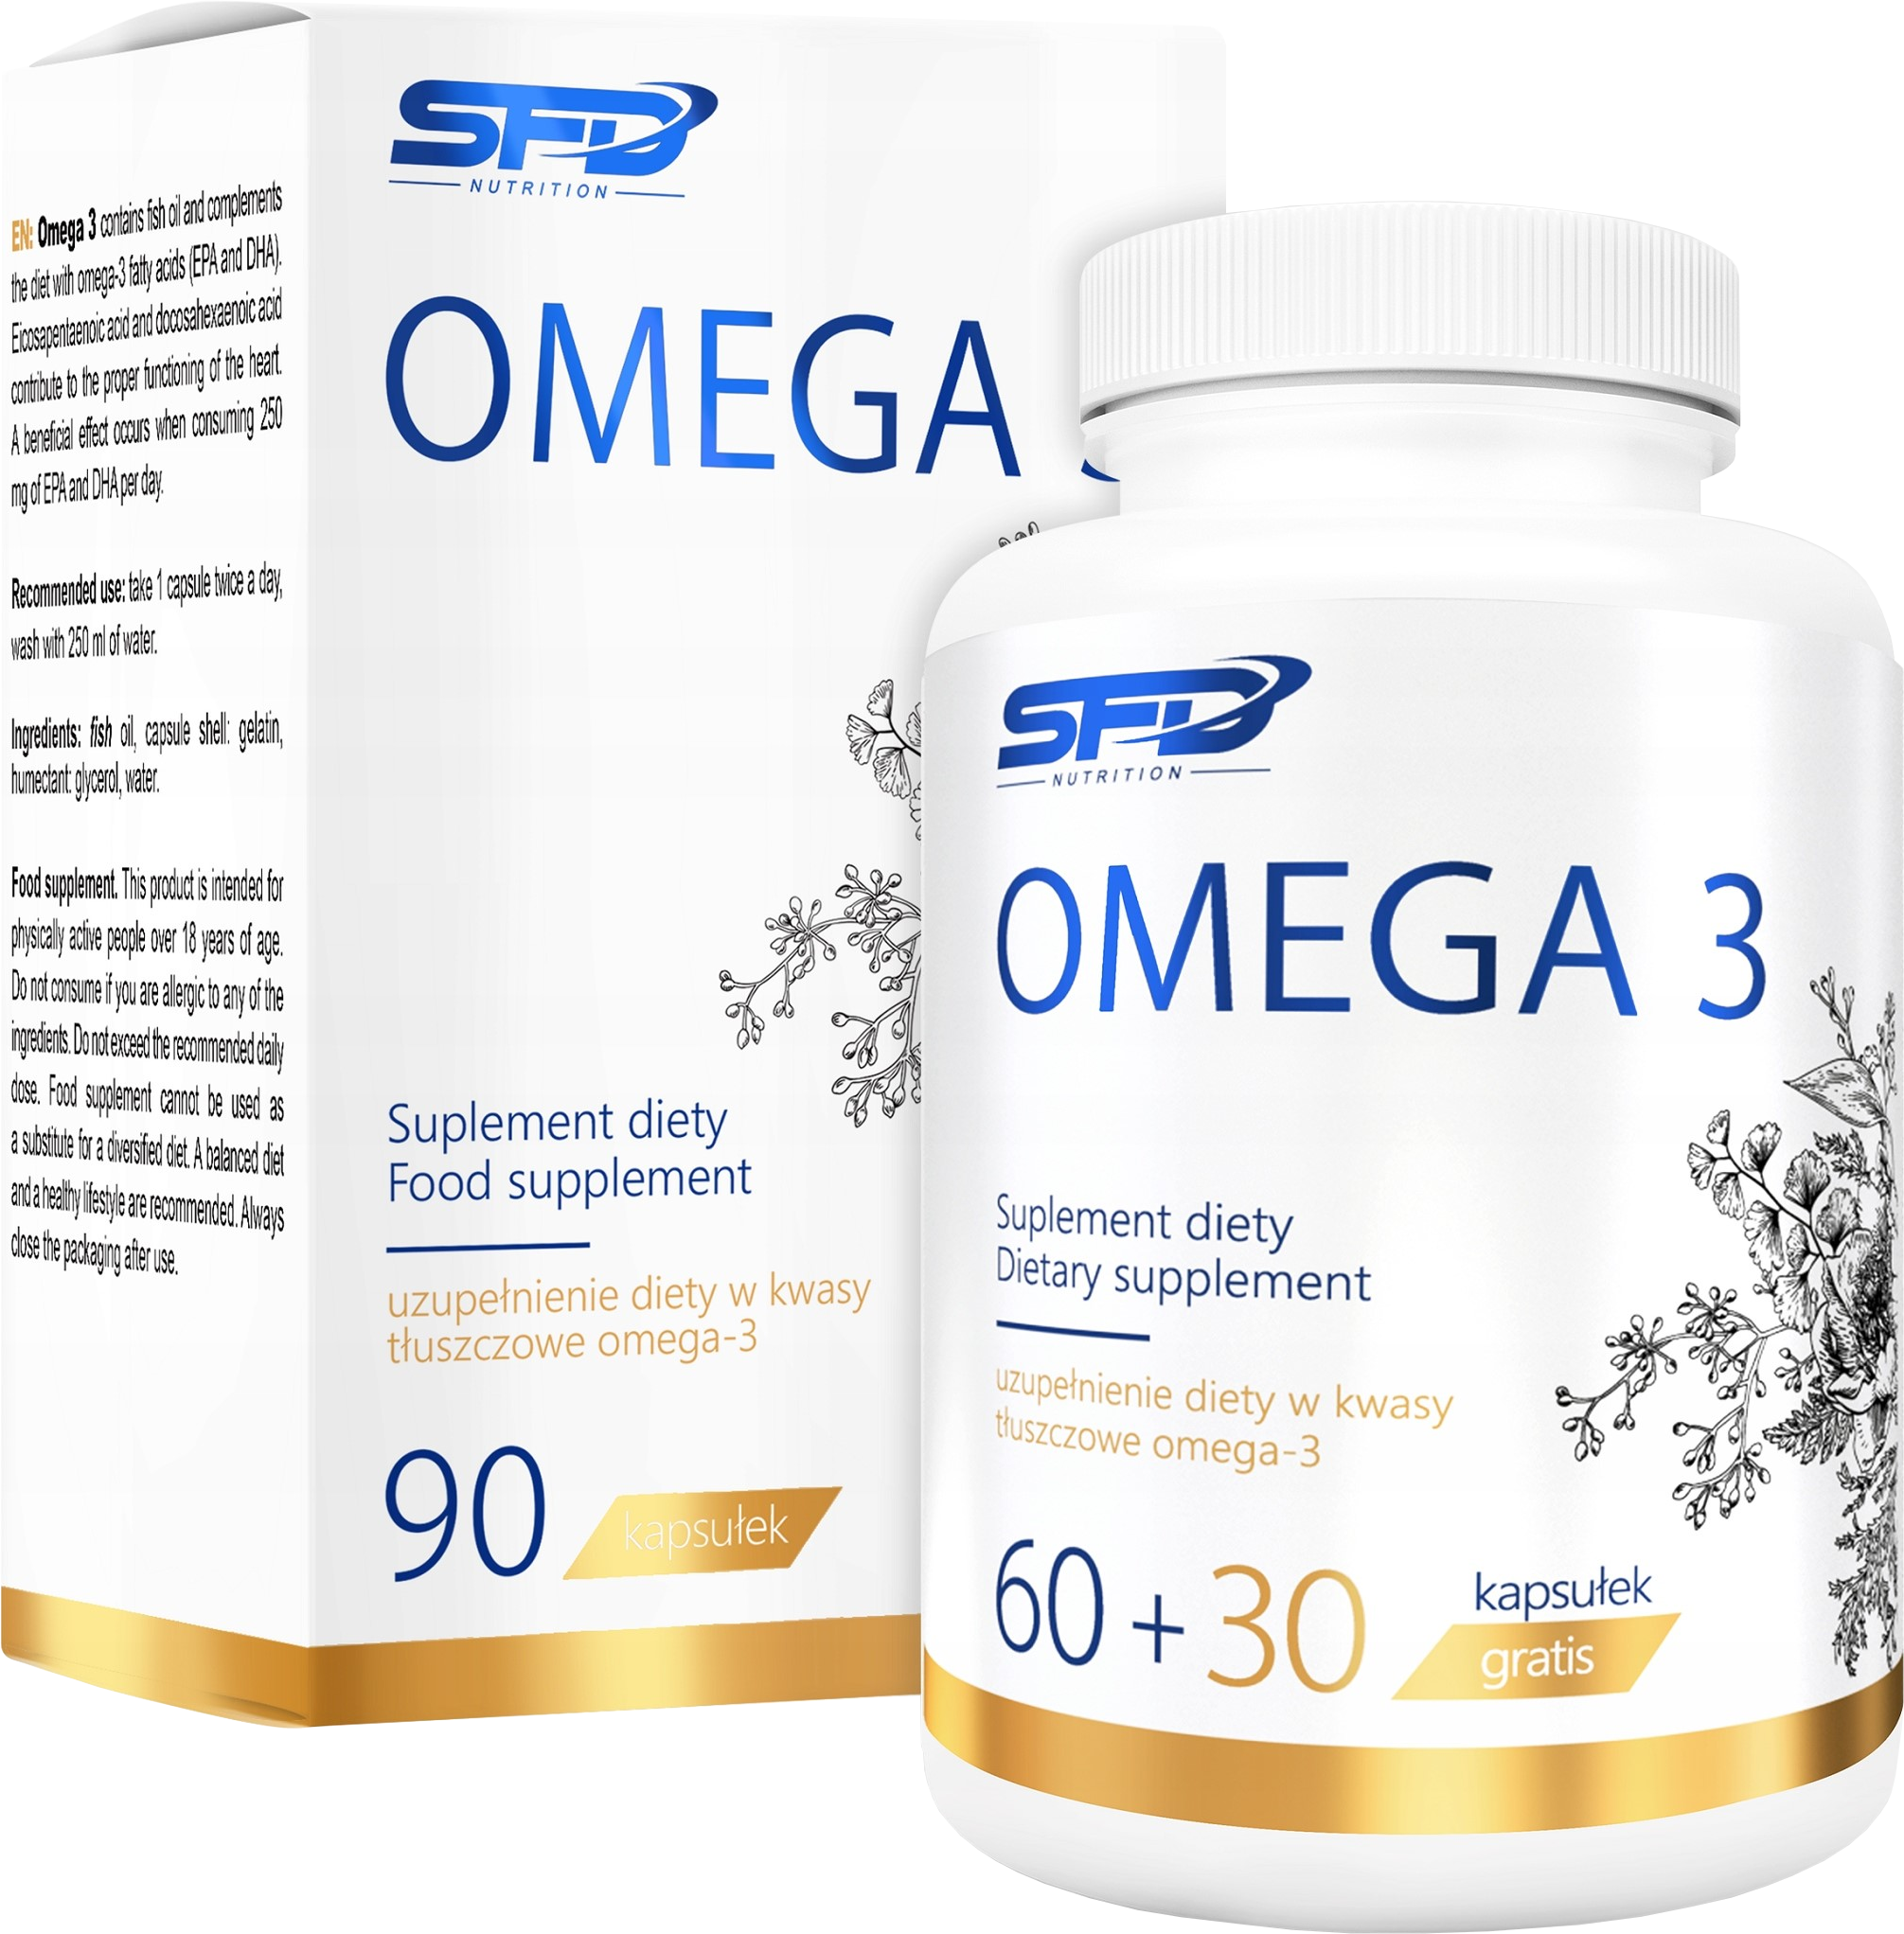 SFD
NUTRITION
OMEGA
EN: Omega 3 contains fish oil and complements
the diet with omega-3 fatty acids (EPA and DHA).
Eicosapentaenoic acid and docosahexaenoic acid
contribute to the proper functioning of the heart.
A beneficial effect occurs when consuming 250
mg of EPA and DHA per day.
Recommended use: take 1 capsule twice a day,
wash with 250 ml of water.
Ingredients: fish oil, capsule shell: gelatin,
humectant: glycerol, water.
Food supplement. This product is intended for
physically active people over 18 years of age.
Do not consume if you are allergic to any of the
ingredients. Do not exceed the recommended daily
dose. Food supplement cannot be used as
a substitute for a diversified diet. A balanced diet
and a healthy lifestyle are recommended. Always
close the packaging after use.
Suplement diety
Food supplement
uzupełnienie diety w kwasy
tłuszczowe omega-3
90 kapsułek
SFD
NUTRITION
OMEGA 3
Suplement diety
Dietary supplement
uzupełnienie diety w kwasy
tłuszczowe omega-3
60 + 30 kapsułek
gratis